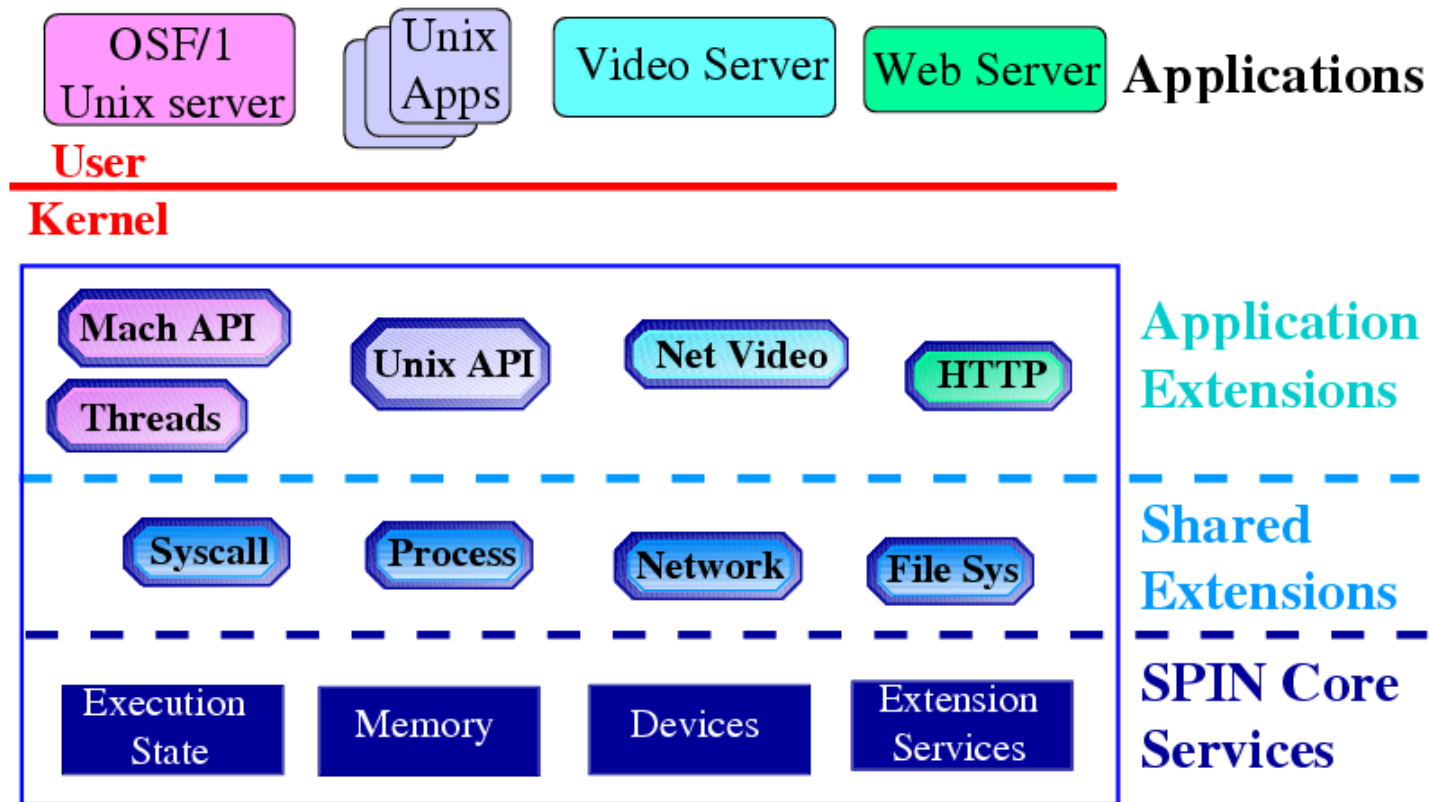 OSF/1
Unix server
Unix
Apps
Video Server
Web Server
Applications
User
Kernel
Mach API
Threads
Unix API
Net Video
HTTP
Application
Extensions
Syscall
Process
Network
File Sys
Shared
Extensions
Execution
State
Memory
Devices
Extension
Services
SPIN Core
Services